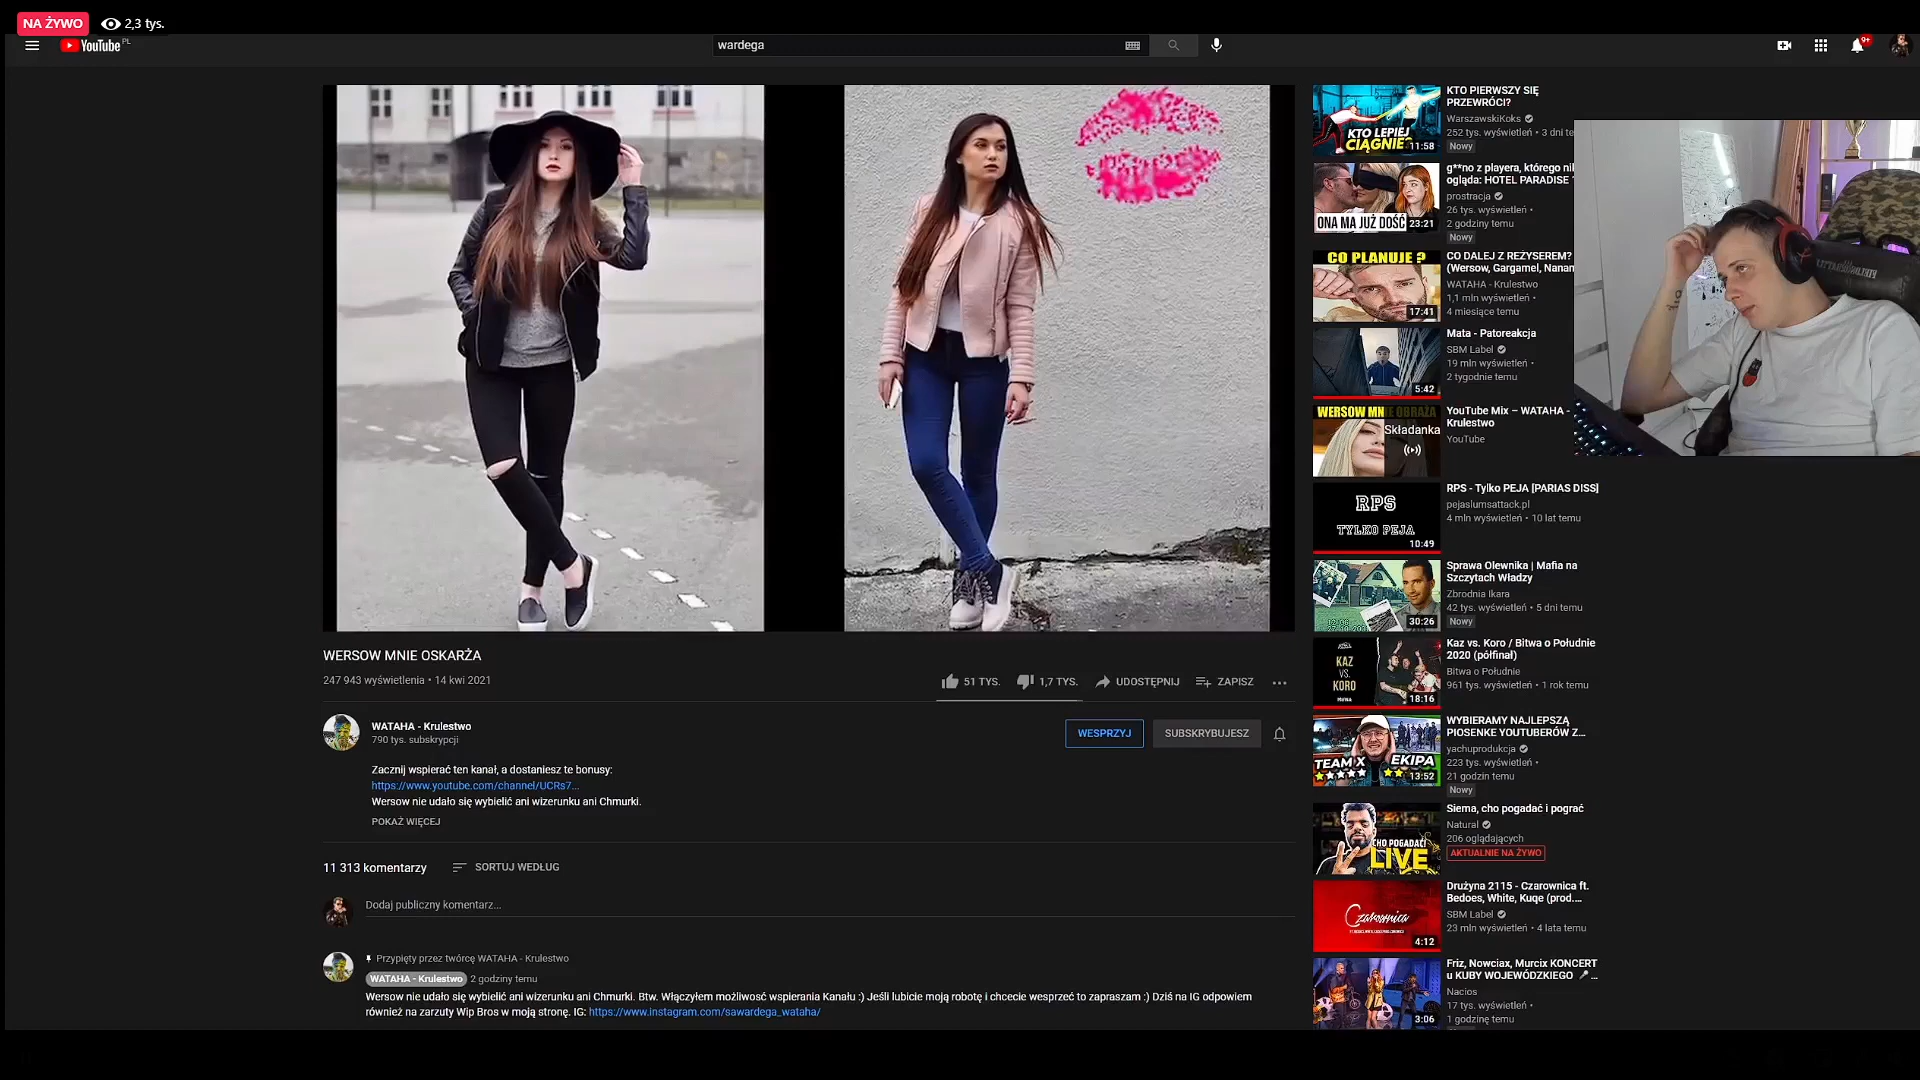 NA ŻYWO
2,3 tys.
YouTube PL
wardega
9+
WERSOW MNIE OSKARŻA
247 943 wyświetlenia • 14 kwi 2021
51 TYS.
1,7 TYS.
UDOSTĘPNIJ
ZAPISZ
WATAHA - Krulestwo
790 tys. subskrypcji
WESPRZYJ
SUBSKRYBUJESZ
Zacznij wspierać ten kanał, a dostaniesz te bonusy:
https://www.youtube.com/channel/UCRs7...
Wersow nie udało się wybielić ani wizerunku ani Chmurki.
POKAŻ WIĘCEJ
11 313 komentarzy
SORTUJ WEDŁUG
Dodaj publiczny komentarz...
Przypięty przez twórcę WATAHA - Krulestwo
WATAHA - Krulestwo 2 godziny temu
Wersow nie udało się wybielić ani wizerunku ani Chmurki. Btw. Włączyłem możliwość wspierania Kanału :) Jeśli lubicie moją robotę i chcecie wesprzeć to zapraszam :) Dziś na IG odpowiem
również na zarzuty Wip Bros w moją stronę. IG: https://www.instagram.com/sawardega_wataha/
KTO LEPIEJ
CIĄGNIE?
11:58
KTO PIERWSZY SIĘ
PRZEWRÓCI?
WarszawskiKoks
252 tys. wyświetleń • 3 dni te
Nowy
ONA MA JUŻ DOŚĆ
23:21
g**no z playera, którego nik
ogląda: HOTEL PARADISE
prostracja
26 tys. wyświetleń •
2 godziny temu
Nowy
CO PLANUJE ?
17:41
CO DALEJ Z REŻYSEREM?
(Wersow, Gargamel, Nanan
WATAHA - Krulestwo
1,1 mln wyświetleń •
4 miesiące temu
5:42
Mata - Patoreakcja
SBM Label
19 mln wyświetleń •
2 tygodnie temu
WERSOW MNIE OBRAŻA
Składanka
YouTube Mix – WATAHA -
Krulestwo
YouTube
RPS
TYLKO PEJA
10:49
RPS - Tylko PEJA [PARIAS DISS]
pejaslumsattack.pl
4 mln wyświetleń • 10 lat temu
30:26
Sprawa Olewnika | Mafia na
Szczytach Władzy
Zbrodnia Ikara
42 tys. wyświetleń • 5 dni temu
Nowy
KAZ
VS.
KORO
18:16
Kaz vs. Koro / Bitwa o Południe
2020 (półfinał)
Bitwa o Południe
961 tys. wyświetleń • 1 rok temu
TEAM X
EKIPA
13:52
WYBIERAMY NAJLEPSZĄ
PIOSENKE YOUTUBERÓW Z...
yachuprodukcja
223 tys. wyświetleń •
21 godzin temu
Nowy
CHO POGADAĆ!
LIVE
Siema, cho pogadać i pograć
Natural
206 oglądających
AKTUALNIE NA ŻYWO
Czarownica
4:12
Drużyna 2115 - Czarownica ft.
Bedoes, White, Kuqe (prod....
SBM Label
23 mln wyświetleń • 4 lata temu
3:06
Friz, Nowciax, Murcix KONCERT
u KUBY WOJEWÓDZKIEGO 🎤...
Nacios
17 tys. wyświetleń •
1 godzinę temu